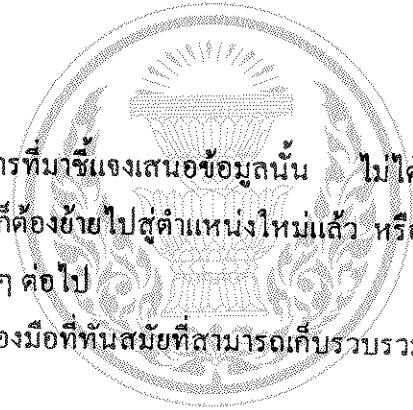 การที่มาชี้แจงเสนอข้อมูลนั้น ไม่ได้
ก็ต้องย้ายไปสู่ตำแหน่งใหม่แล้ว หรือ
ๆ ต่อไป
องมือที่ทันสมัยที่สามารถเก็บรวบรวม